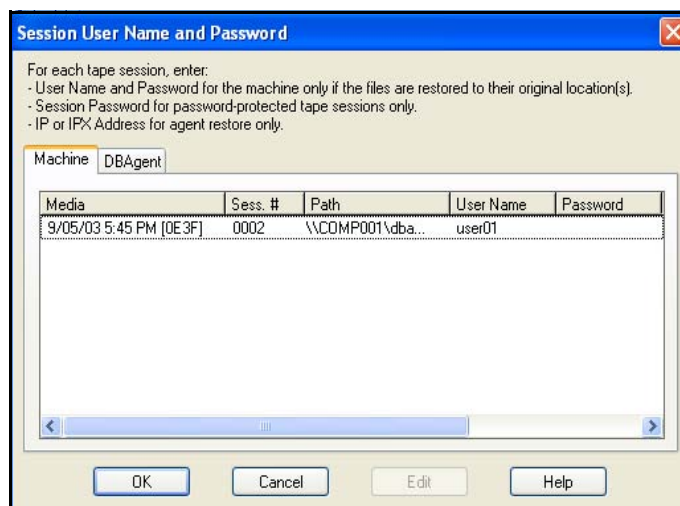 Session User Name and Password
For each tape session, enter:
- User Name and Password for the machine only if the files are restored to their original location(s).
- Session Password for password-protected tape sessions only.
- IP or IPX Address for agent restore only.
Machine DBAgent
Media Sess. # Path User Name Password
9/05/03 5:45 PM [0E3F] 0002 \\COMP001\dba... user01
OK Cancel Edit Help